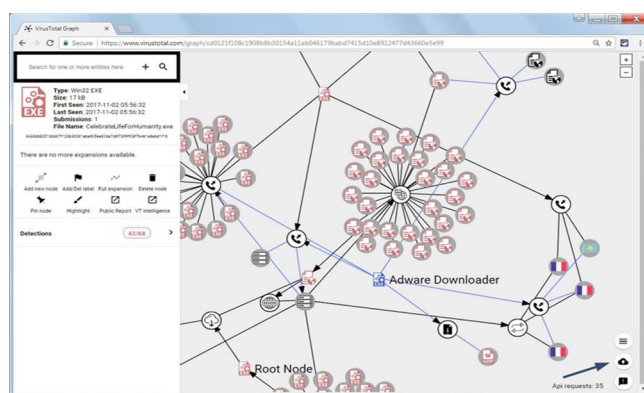 VirusTotal Graph
Secure | https://www.virustotal.com/graph/cd0121f108c1908b8b30154a11ab046179babd7415d10e8912477d43660e5e99
Search for one or more entities here
Type: Win32 EXE
Size: 17 kB
First Seen: 2017-11-02 05:56:32
Last Seen: 2017-11-02 05:56:32
Submissions: 1
File Name: CelebrateLifeForHumanity.exe
EXE
There are no more expansions available.
Add new node Add/Del label Full expansion Delete node
Pin node Hightlight Public Report VT Intelligence
Detections 43/68
Adware Downloader
Root Node
Api requests: 35